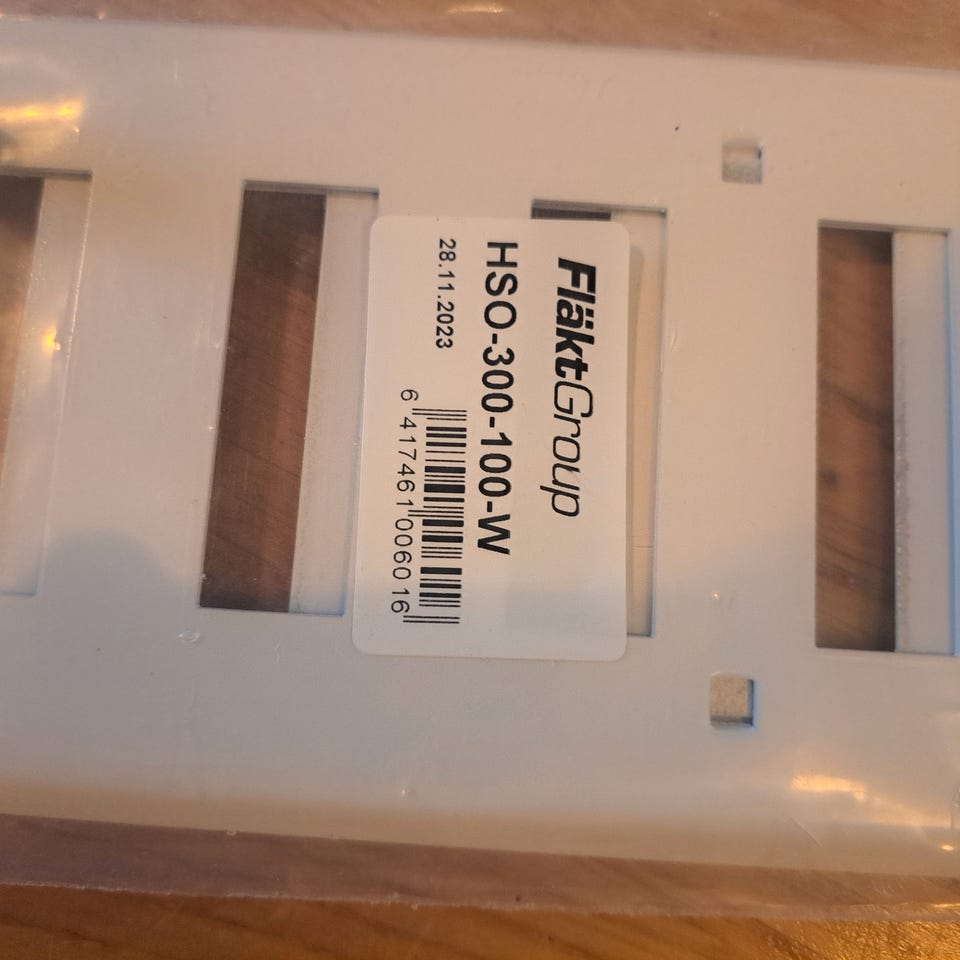 FläktGroup
HSO-300-100-W
28.11.2023
6 417461 006016